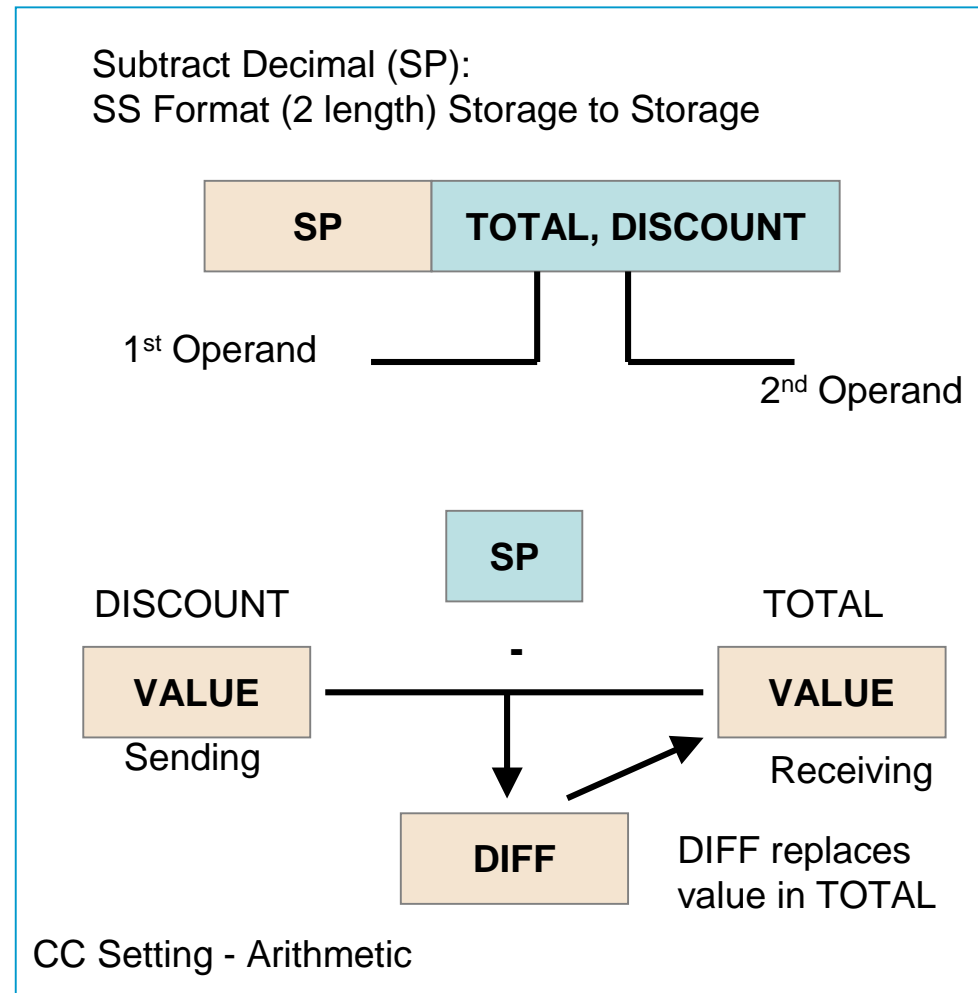 Subtract Decimal (SP):
SS Format (2 length) Storage to Storage
SP TOTAL, DISCOUNT
1st Operand
2nd Operand
SP
DISCOUNT TOTAL
-
VALUE VALUE
Sending Receiving
DIFF
DIFF replaces
value in TOTAL
CC Setting - Arithmetic